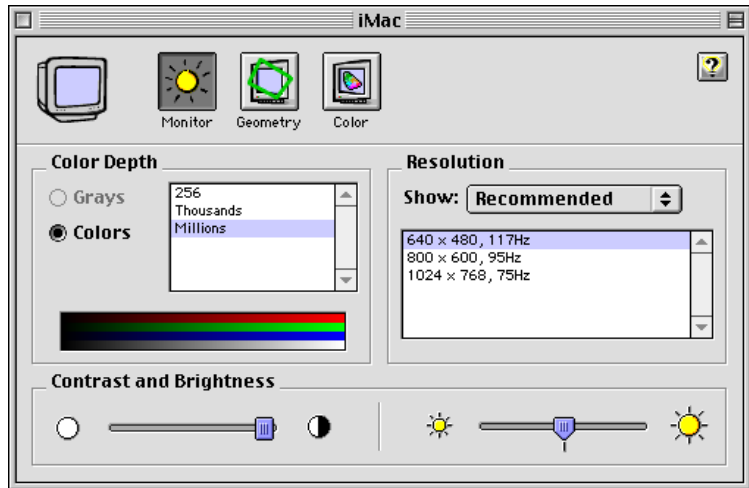 iMac
Monitor
Geometry
Color
?
Color Depth
Grays
Colors
256
Thousands
Millions
Resolution
Show: Recommended
640 × 480, 117Hz
800 × 600, 95Hz
1024 × 768, 75Hz
Contrast and Brightness